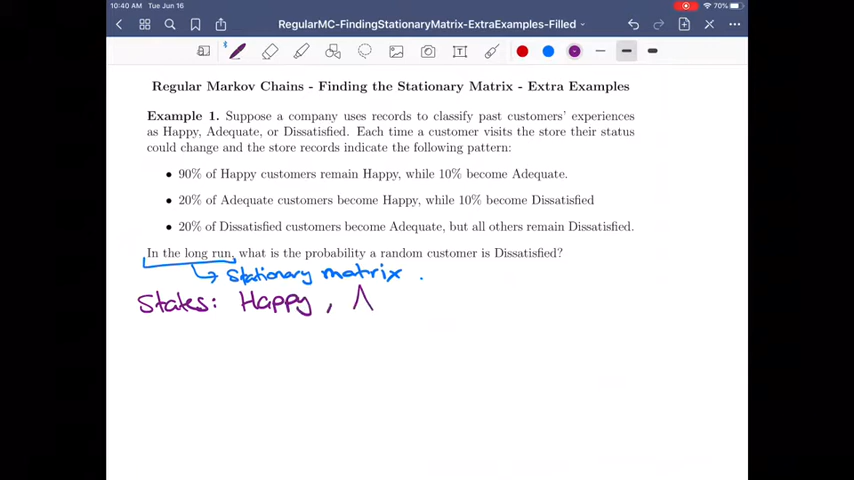 10:40 AM Tue Jun 16
70%
RegularMC-FindingStationaryMatrix-ExtraExamples-Filled
Regular Markov Chains - Finding the Stationary Matrix - Extra Examples
Example 1. Suppose a company uses records to classify past customers' experiences
as Happy, Adequate, or Dissatisfied. Each time a customer visits the store their status
could change and the store records indicate the following pattern:
• 90% of Happy customers remain Happy, while 10% become Adequate.
• 20% of Adequate customers become Happy, while 10% become Dissatisfied
• 20% of Dissatisfied customers become Adequate, but all others remain Dissatisfied.
In the long run, what is the probability a random customer is Dissatisfied?
Stationary matrix .
States: Happy ,